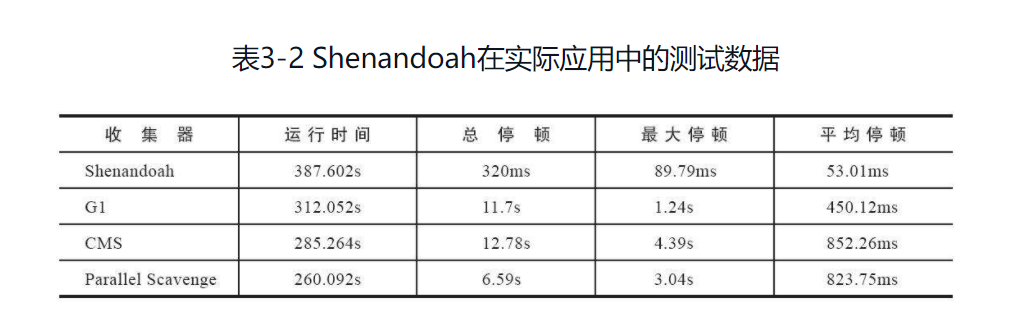 表3-2 Shenandoah在实际应用中的测试数据
收集器 运行时间 总停顿 最大停顿 平均停顿
Shenandoah 387.602s 320ms 89.79ms 53.01ms
G1 312.052s 11.7s 1.24s 450.12ms
CMS 285.264s 12.78s 4.39s 852.26ms
Parallel Scavenge 260.092s 6.59s 3.04s 823.75ms